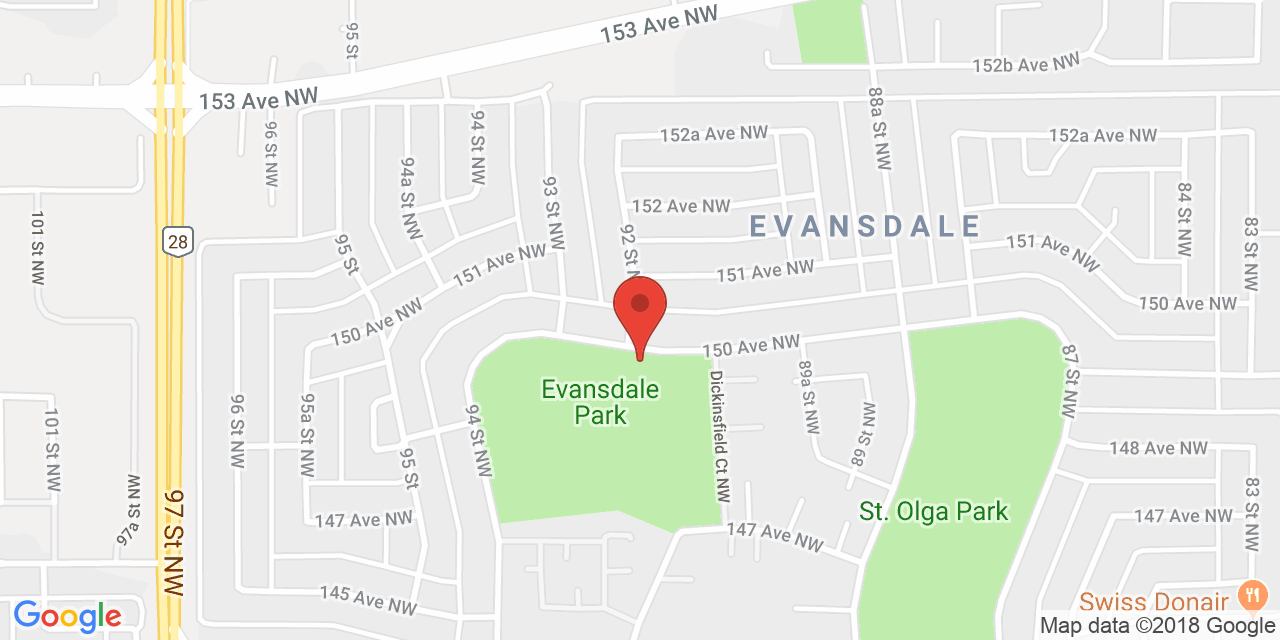 153 Ave NW
95 St
152b Ave NW
153 Ave NW
88a St NW
96 St NW
94 St NW
152a Ave NW
152a Ave NW
94a St NW
93 St NW
152 Ave NW
84 St NW
101 St NW
92 St N
EVANSDALE
83 St NW
28
95 St
151 Ave NW
151 Ave NW
151 Ave NW
150 Ave NW
150 Ave NW
150 Ave NW
87 St NW
Evansdale
Park
89a St NW
Dickinsfield Ct NW
101 St NW
96 St NW
95a St NW
94 St NW
89 St NW
148 Ave NW
95 St
97a St NW
97 St NW
147 Ave NW
St. Olga Park
147 Ave NW
147 Ave NW
83 St NW
145 Ave NW
Swiss Donair
Google
Map data ©2018 Google